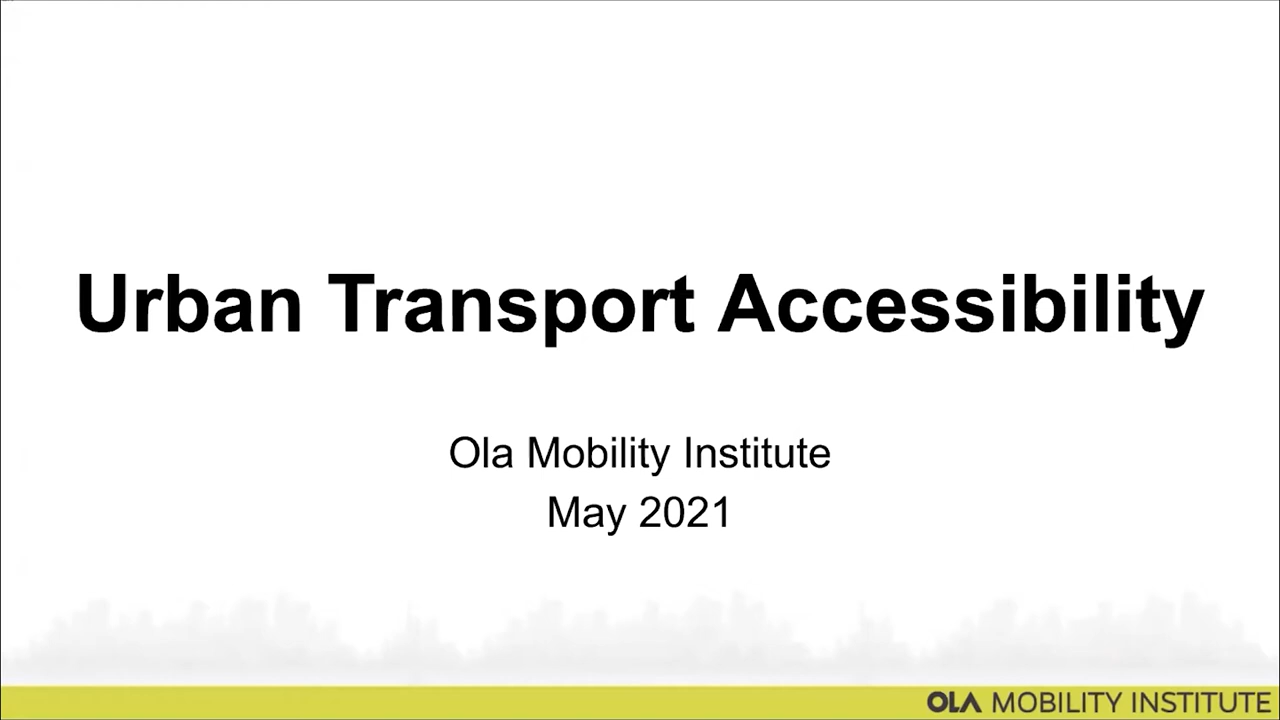 Urban Transport Accessibility
Ola Mobility Institute
May 2021
OLA MOBILITY INSTITUTE